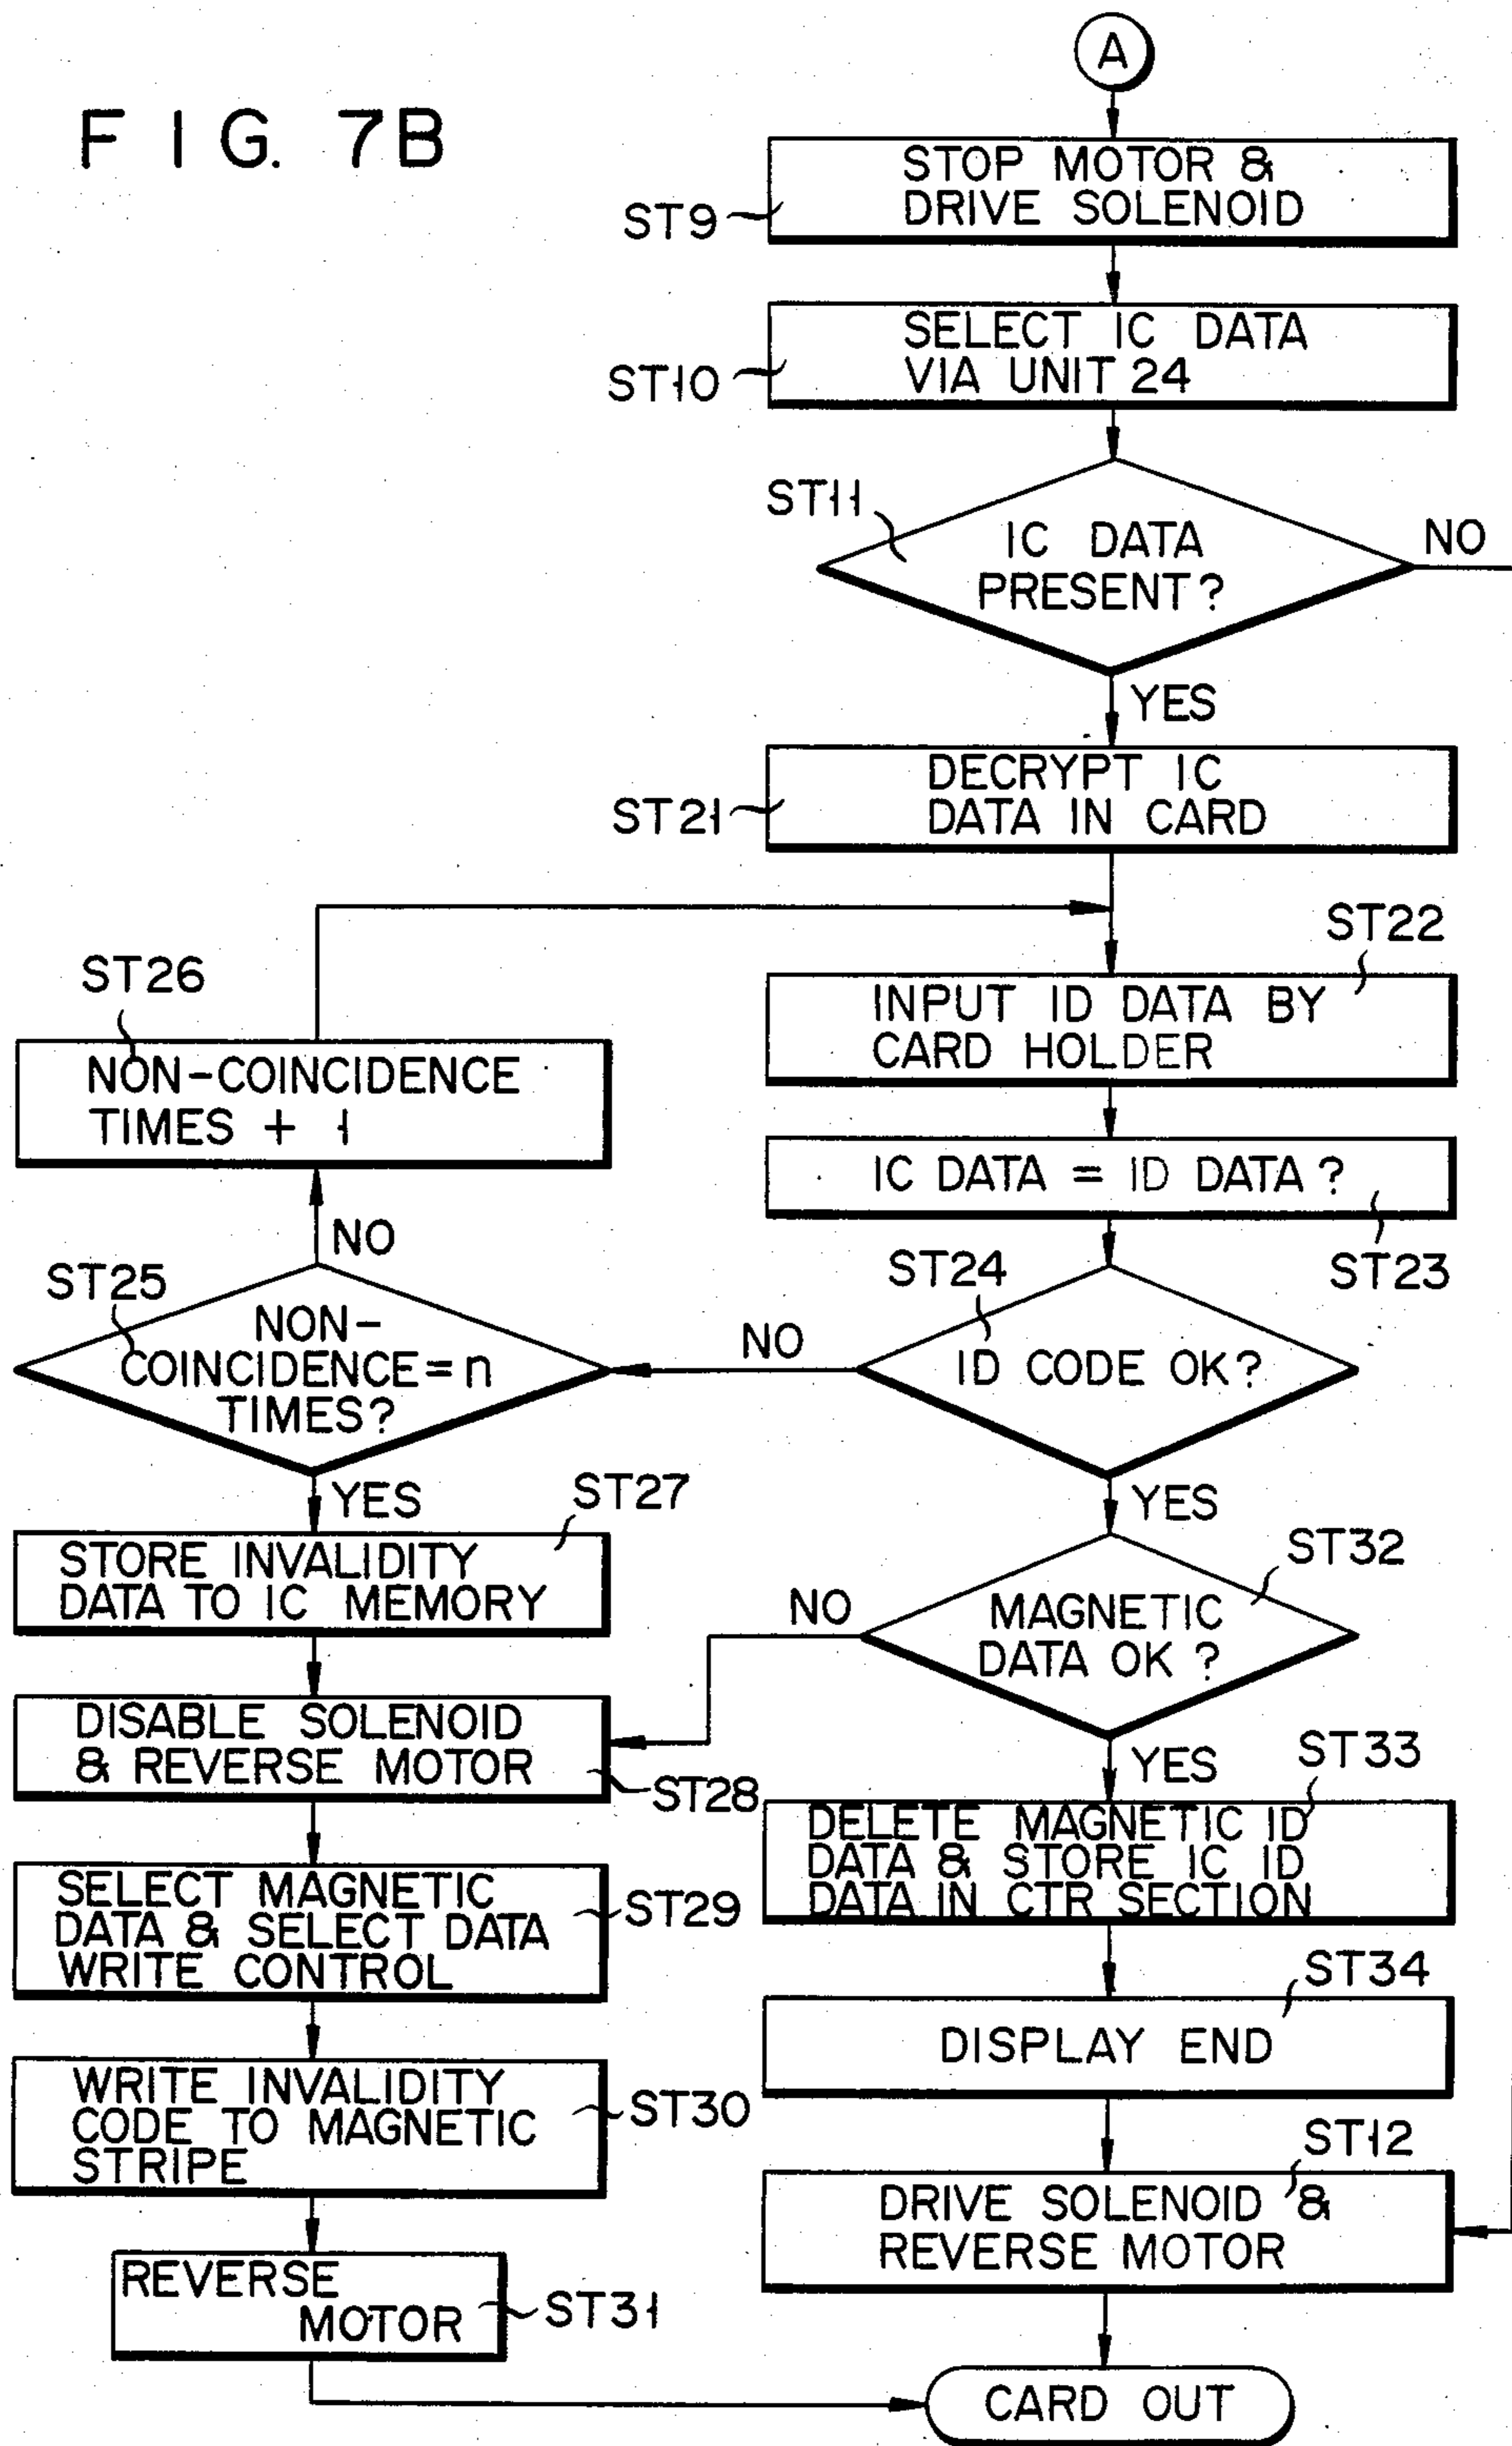 A
FIG. 7B
STOP MOTOR &
DRIVE SOLENOID
ST9
SELECT IC DATA
VIA UNIT 24
ST10
ST11
IC DATA
PRESENT?
NO
YES
DECRYPT IC
DATA IN CARD
ST21
ST22
INPUT ID DATA BY
CARD HOLDER
ST26
NON-COINCIDENCE
TIMES + 1
IC DATA = ID DATA?
ST23
NO
ST25
NON-
COINCIDENCE=n
TIMES?
NO
ST24
ID CODE OK?
YES
YES
ST27
STORE INVALIDITY
DATA TO IC MEMORY
ST32
MAGNETIC
DATA OK?
NO
DISABLE SOLENOID
& REVERSE MOTOR
ST28
YES
ST33
DELETE MAGNETIC ID
DATA & STORE IC ID
DATA IN CTR SECTION
SELECT MAGNETIC
DATA & SELECT DATA
WRITE CONTROL
ST29
ST34
DISPLAY END
WRITE INVALIDITY
CODE TO MAGNETIC
STRIPE
ST30
ST12
DRIVE SOLENOID &
REVERSE MOTOR
REVERSE
MOTOR
ST31
CARD OUT